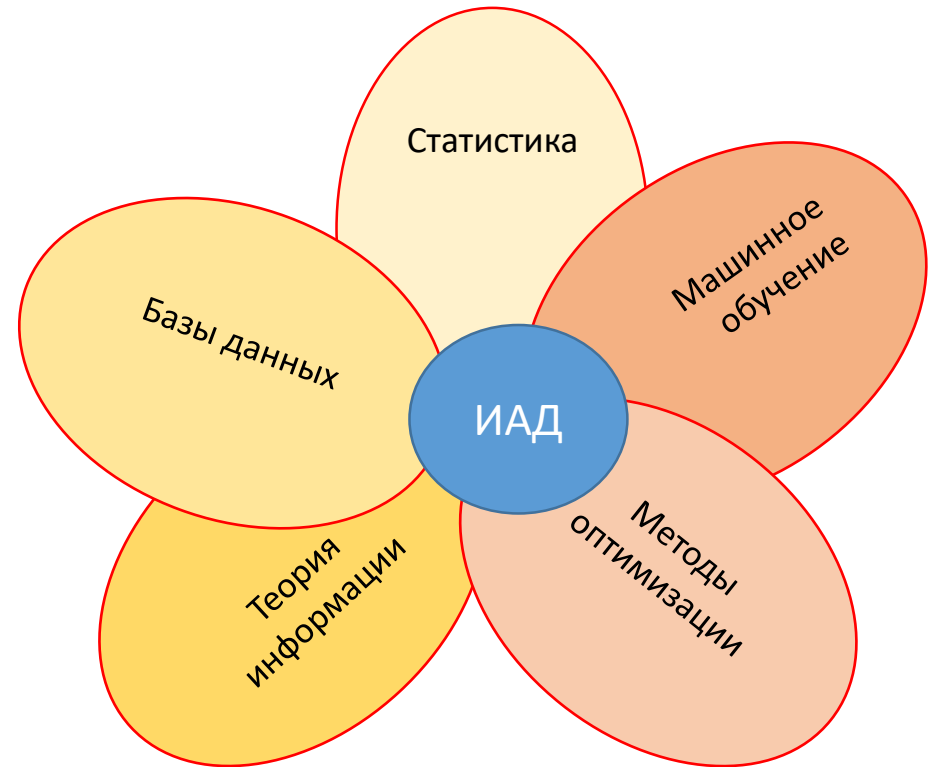 Статистика
Машинное
обучение
Базы данных
ИАД
Методы
оптимизации
Теория
информации